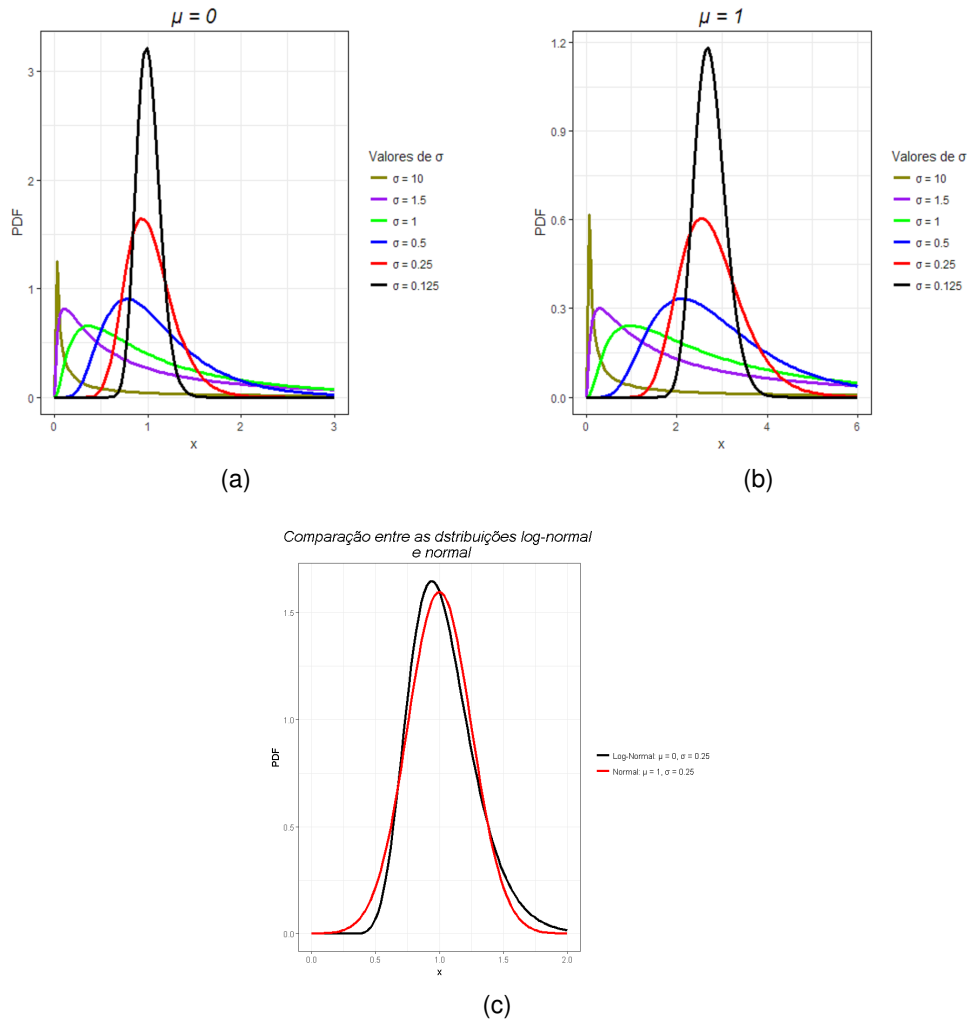 μ = 0
PDF
3
2
1
0
0 1 2 3
x
Valores de σ
σ = 10
σ = 1.5
σ = 1
σ = 0.5
σ = 0.25
σ = 0.125
(a)
μ = 1
PDF
1.2
0.9
0.6
0.3
0.0
0 2 4 6
x
Valores de σ
σ = 10
σ = 1.5
σ = 1
σ = 0.5
σ = 0.25
σ = 0.125
(b)
Comparação entre as dstribuições log-normal
e normal
PDF
1.5
1.0
0.5
0.0
0.0 0.5 1.0 1.5 2.0
x
Log-Normal: μ = 0, σ = 0.25
Normal: μ = 1, σ = 0.25
(c)